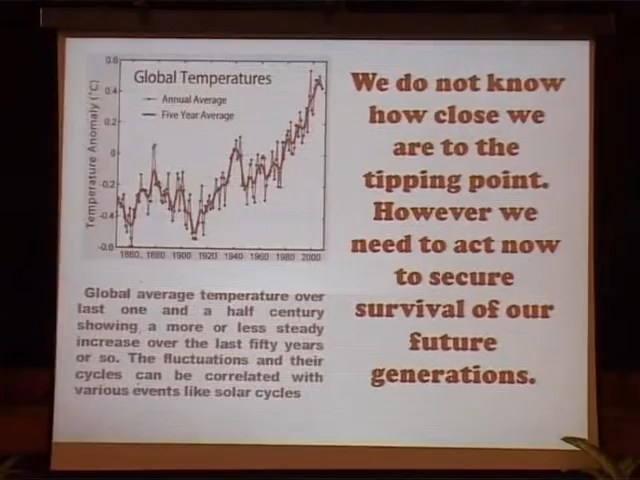 0.6
0.4
0.2
0
-0.2
-0.4
-0.6
Temperature Anomaly (°C)
Global Temperatures
Annual Average
Five Year Average
1860 1880 1900 1920 1940 1960 1980 2000
Global average temperature over
last one and a half century
showing a more or less steady
increase over the last fifty years
or so. The fluctuations and their
cycles can be correlated with
various events like solar cycles
We do not know
how close we
are to the
tipping point.
However we
need to act now
to secure
survival of our
future
generations.